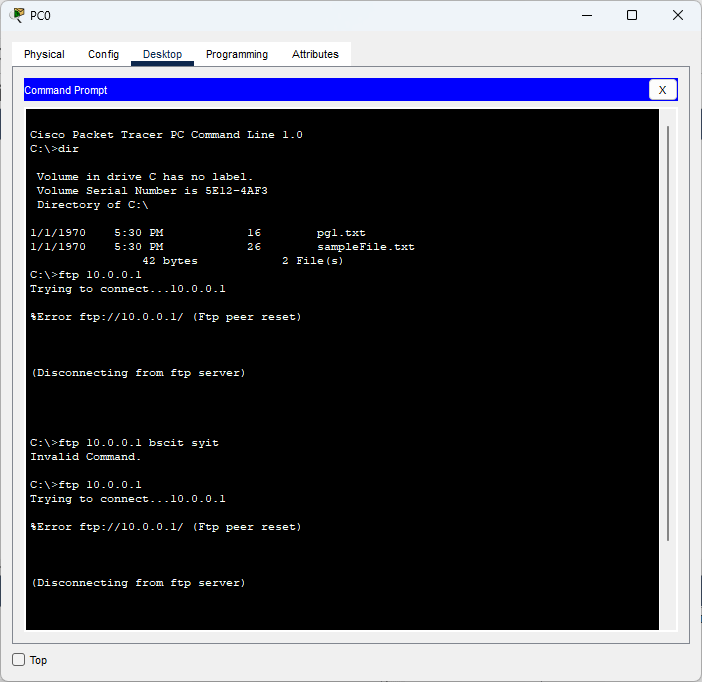 PC0
Physical Config Desktop Programming Attributes
Command Prompt X
Cisco Packet Tracer PC Command Line 1.0
C:\>dir
Volume in drive C has no label.
Volume Serial Number is 5E12-4AF3
Directory of C:\
1/1/1970 5:30 PM 16 pgl.txt
1/1/1970 5:30 PM 26 sampleFile.txt
42 bytes 2 File(s)
C:\>ftp 10.0.0.1
Trying to connect...10.0.0.1
%Error ftp://10.0.0.1/ (Ftp peer reset)
(Disconnecting from ftp server)
C:\>ftp 10.0.0.1 bscit syit
Invalid Command.
C:\>ftp 10.0.0.1
Trying to connect...10.0.0.1
%Error ftp://10.0.0.1/ (Ftp peer reset)
(Disconnecting from ftp server)
Top